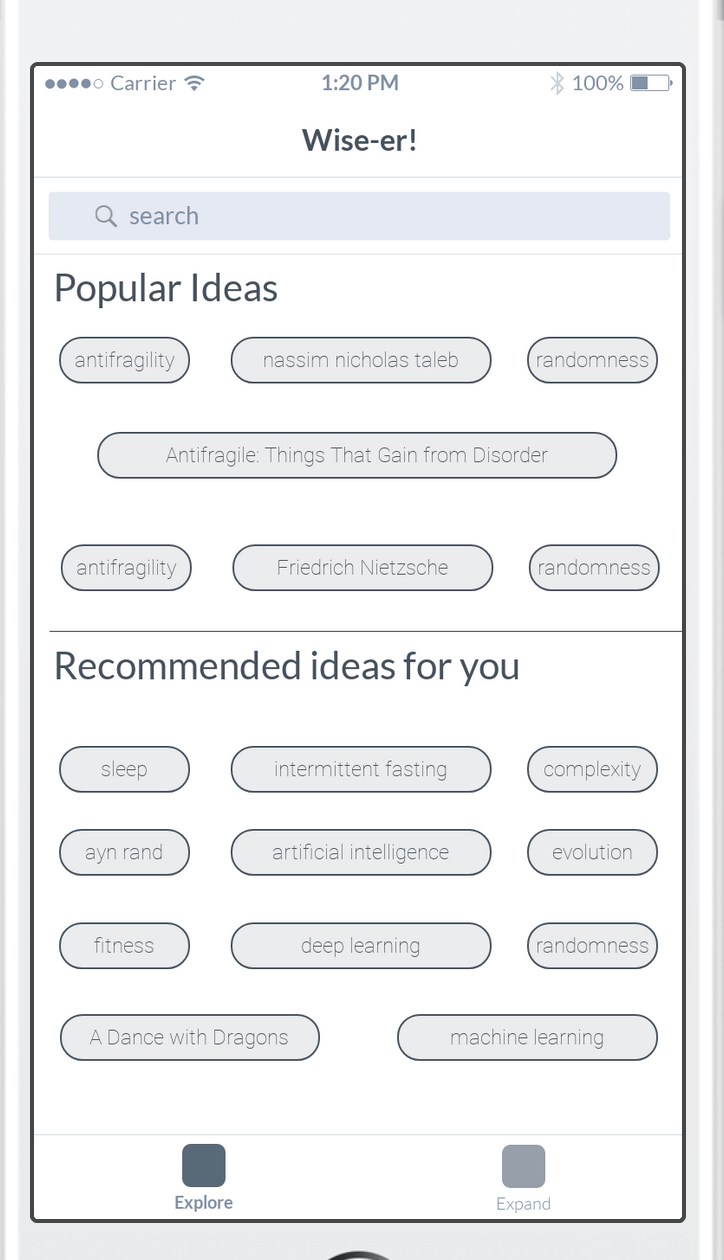 Carrier 1:20 PM 100%
Wise-er!
search
Popular Ideas
antifragility nassim nicholas taleb randomness
Antifragile: Things That Gain from Disorder
antifragility Friedrich Nietzsche randomness
Recommended ideas for you
sleep intermittent fasting complexity
ayn rand artificial intelligence evolution
fitness deep learning randomness
A Dance with Dragons machine learning
Explore Expand